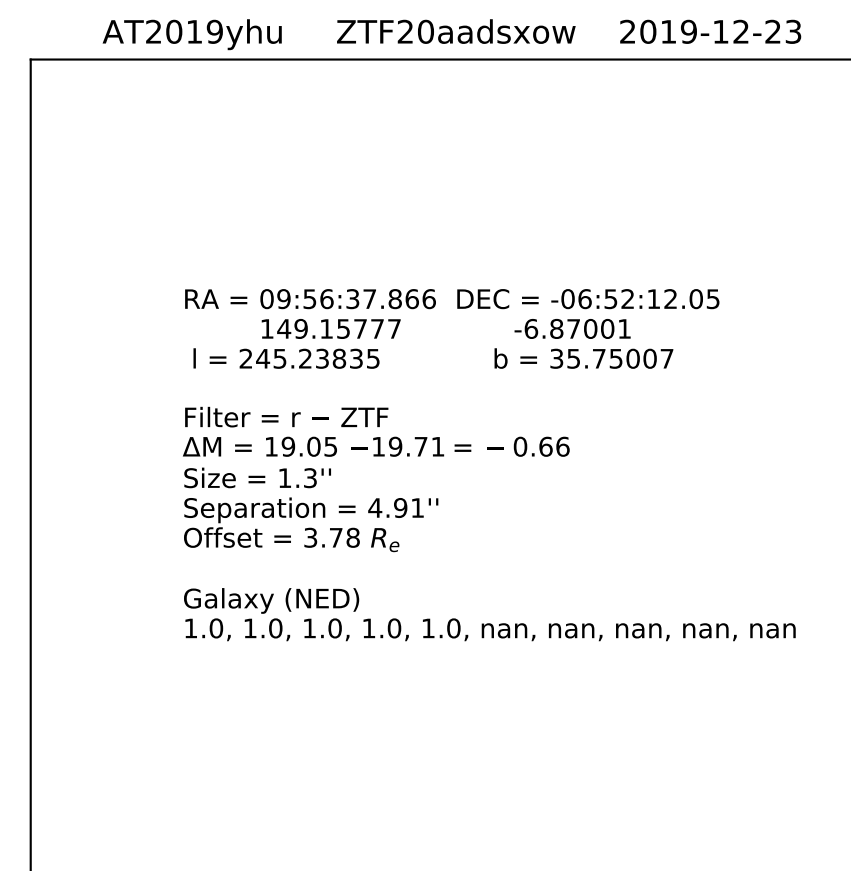 AT2019yhu ZTF20aadsxow 2019-12-23
RA = 09:56:37.866 DEC = -06:52:12.05
149.15777 -6.87001
l = 245.23835 b = 35.75007
Filter = r − ZTF
ΔM = 19.05 −19.71 = − 0.66
Size = 1.3''
Separation = 4.91''
Offset = 3.78 Re
Galaxy (NED)
1.0, 1.0, 1.0, 1.0, 1.0, nan, nan, nan, nan, nan